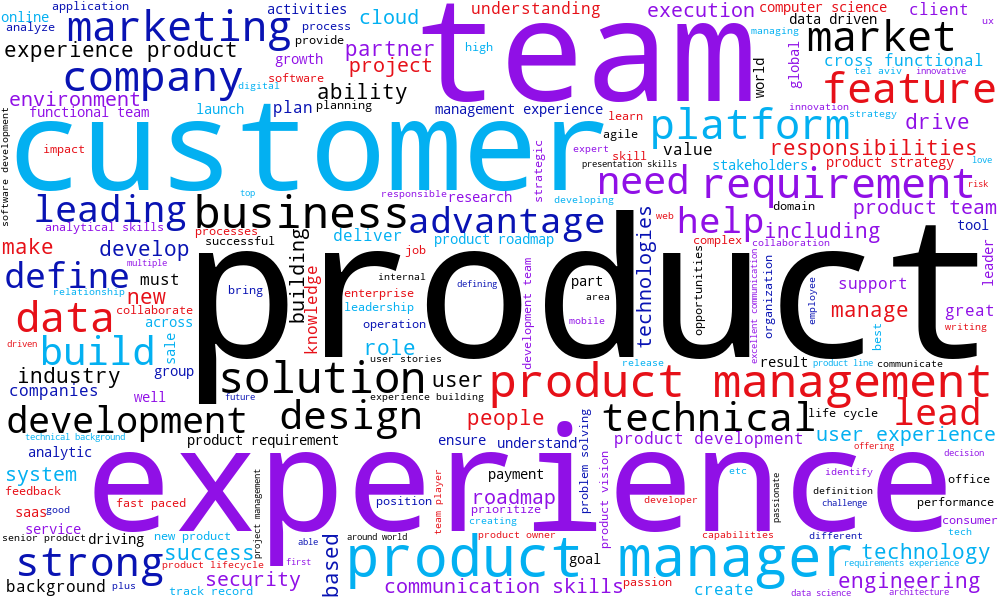 application
activities
understanding
computer science
online
marketing
cloud
execution
client
analyze
process
data driven
ux
experience product
provide
partner
high
team
managing
market
growth
project
global
cross functional
company
software
world
tel aviv
innovative
digital
ability
feature
environment
launch
plan
planning
management experience
innovation
functional team
learn
platform
strategy
drive
software development
customer
agile
impact
strategic
expert
skill
value
responsibilities
presentation skills
stakeholders
product strategy
love
top
responsible
research
developing
need
requirement
risk
leading
business
advantage
technologies
web
help
domain
product team
analytical skills
processes
including
tool
make
develop
successful
building
deliver
product roadmap
job
complex
collaboration
leader
multiple
define
must
knowledge
internal
defining
development team
part
opportunities
excellent communication
organization
employee
support
relationship
new
bring
enterprise
area
product
data
collaborate
leadership
manage
great
across
operation
mobile
best
writing
driven
build
sale
role
user stories
release
result
product line
communicate
industry
group
solution
user
product management
companies
well
future
experience building
development
design
people
problem solving
technical
life cycle
lead
technical background
product requirement
ensure
understand
product development
user experience
offering
analytic
product vision
decision
system
project management
experience
team player
payment
etc
passionate
identify
office
feedback
fast paced
position
roadmap
developer
definition
saas
good
prioritize
challenge
performance
creating
consumer
service
senior product
driving
new product
able
based
around world
product owner
capabilities
different
tech
strong
success
first
product
goal
manager
technology
product lifecycle
requirements experience
background
plus
security
communication skills
passion
engineering
track record
create
data science
architecture